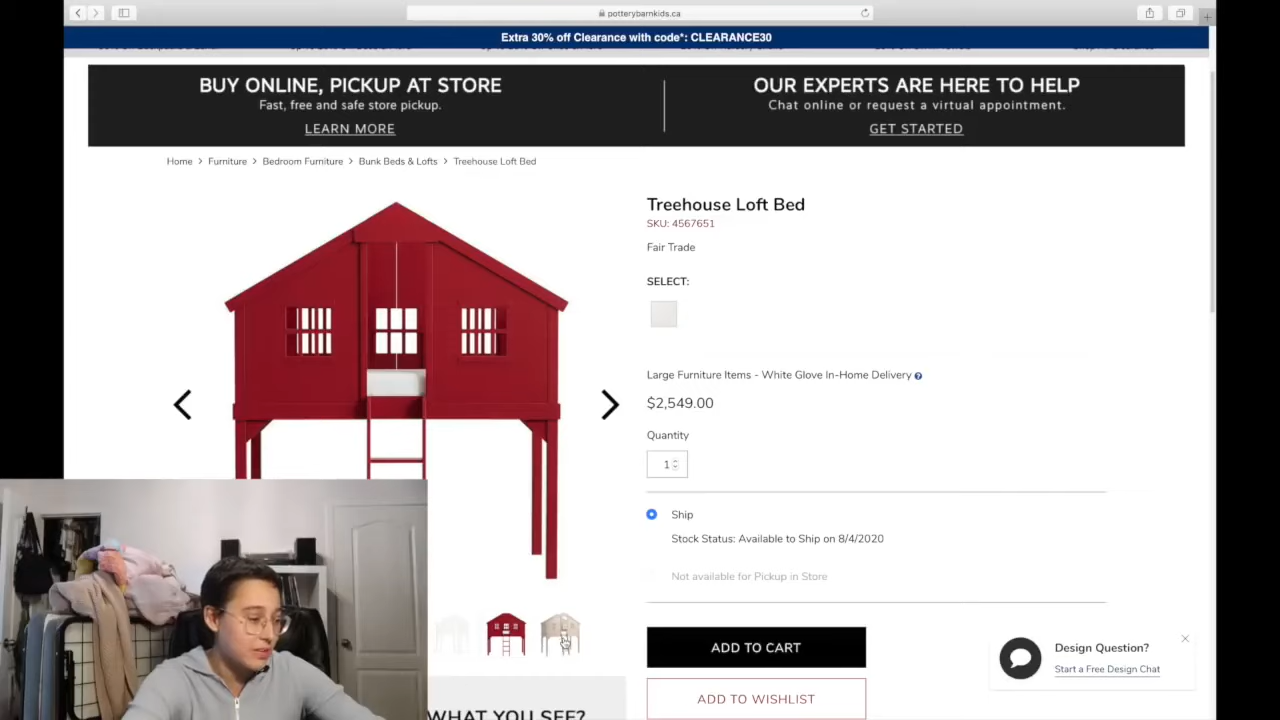 potterybarnkids.ca
Extra 30% off Clearance with code*: CLEARANCE30
BUY ONLINE, PICKUP AT STORE
Fast, free and safe store pickup.
LEARN MORE
OUR EXPERTS ARE HERE TO HELP
Chat online or request a virtual appointment.
GET STARTED
Home > Furniture > Bedroom Furniture > Bunk Beds & Lofts > Treehouse Loft Bed
Treehouse Loft Bed
SKU: 4567651
Fair Trade
SELECT:
Large Furniture Items - White Glove In-Home Delivery ?
$2,549.00
Quantity
1
Ship
Stock Status: Available to Ship on 8/4/2020
Not available for Pickup in Store
ADD TO CART
ADD TO WISHLIST
Design Question?
Start a Free Design Chat
WHAT YOU SEE?